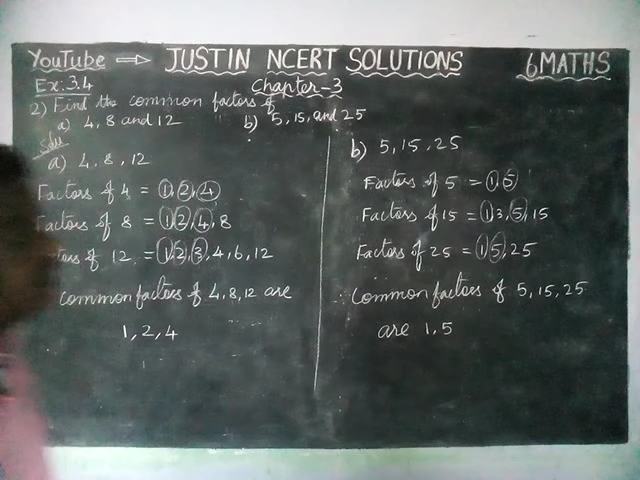 YouTube ⇒ JUSTIN NCERT SOLUTIONS 6 MATHS
Ex: 3.4 Chapter-3
2) Find the common factors of
a) 4, 8 and 12 b) 5, 15, and 25
Solu
a) 4, 8, 12
Factors of 4 = 1, 2, 4
Factors of 8 = 1, 2, 4, 8
Factors of 12 = 1, 2, 3, 4, 6, 12
Common factors of 4, 8, 12 are
1, 2, 4
b) 5, 15, 25
Factors of 5 = 1, 5
Factors of 15 = 1, 3, 5, 15
Factors of 25 = 1, 5, 25
∴ Common factors of 5, 15, 25
are 1, 5